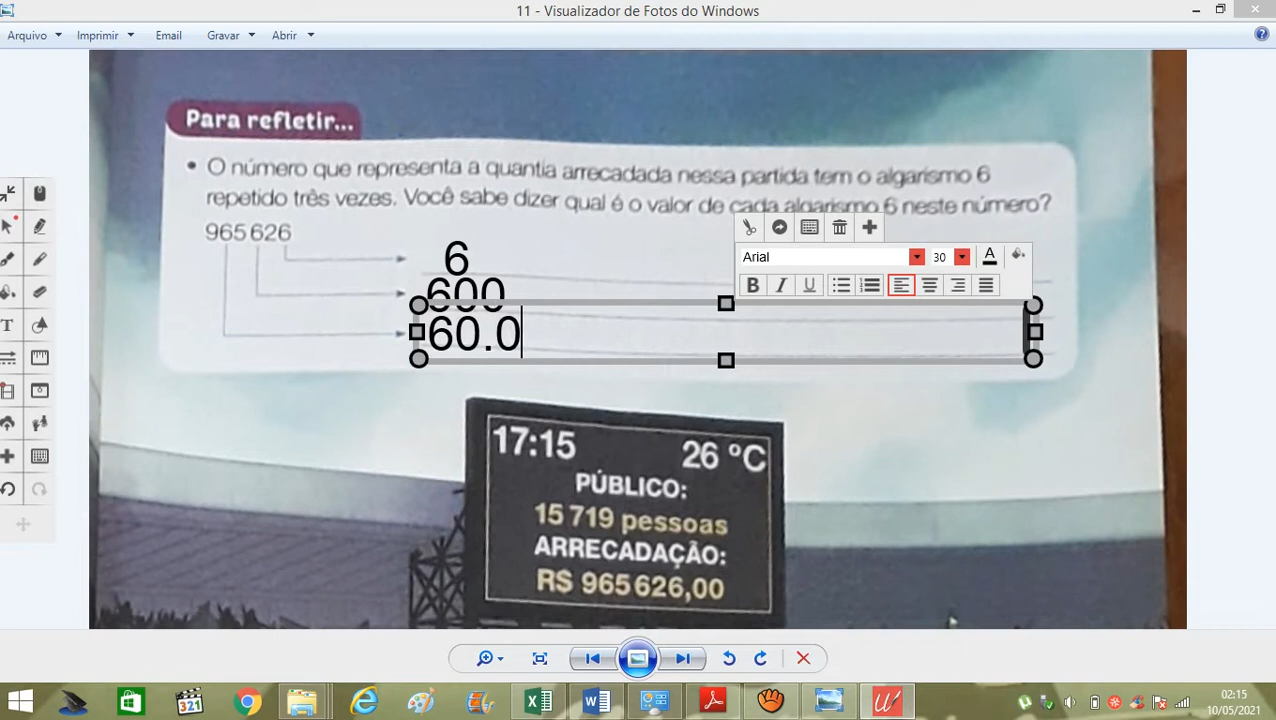 11 - Visualizador de Fotos do Windows
Arquivo Imprimir Email Gravar Abrir
Para refletir...
• O número que representa a quantia arrecadada nessa partida tem o algarismo 6
repetido três vezes. Você sabe dizer qual é o valor de cada algarismo 6 neste número?
965 626
6
600
60.0
Arial 30 A
B I U
17:15 26 °C
PÚBLICO:
15 719 pessoas
ARRECADAÇÃO:
R$ 965 626,00
321
02:15
10/05/2021